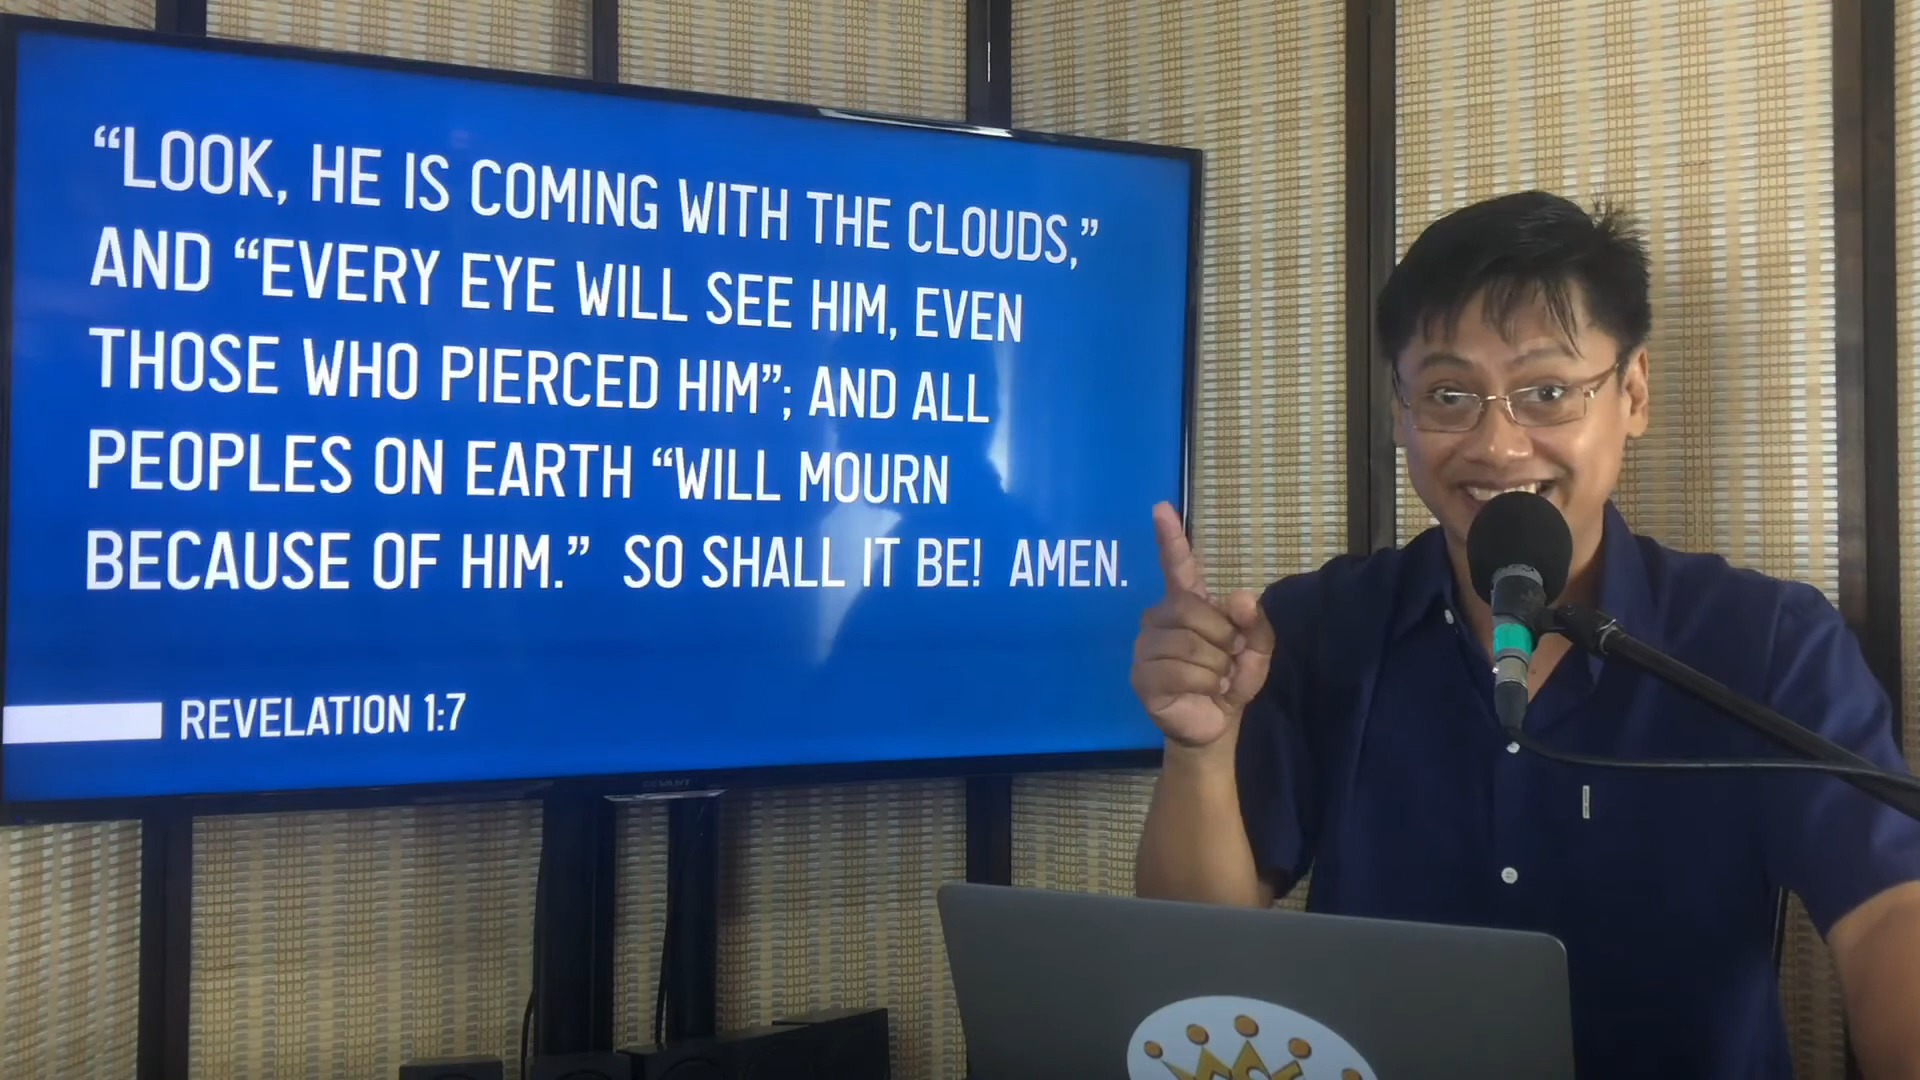 “LOOK, HE IS COMING WITH THE CLOUDS,”
AND “EVERY EYE WILL SEE HIM, EVEN
THOSE WHO PIERCED HIM”; AND ALL
PEOPLES ON EARTH “WILL MOURN
BECAUSE OF HIM.” SO SHALL IT BE! AMEN.
REVELATION 1:7